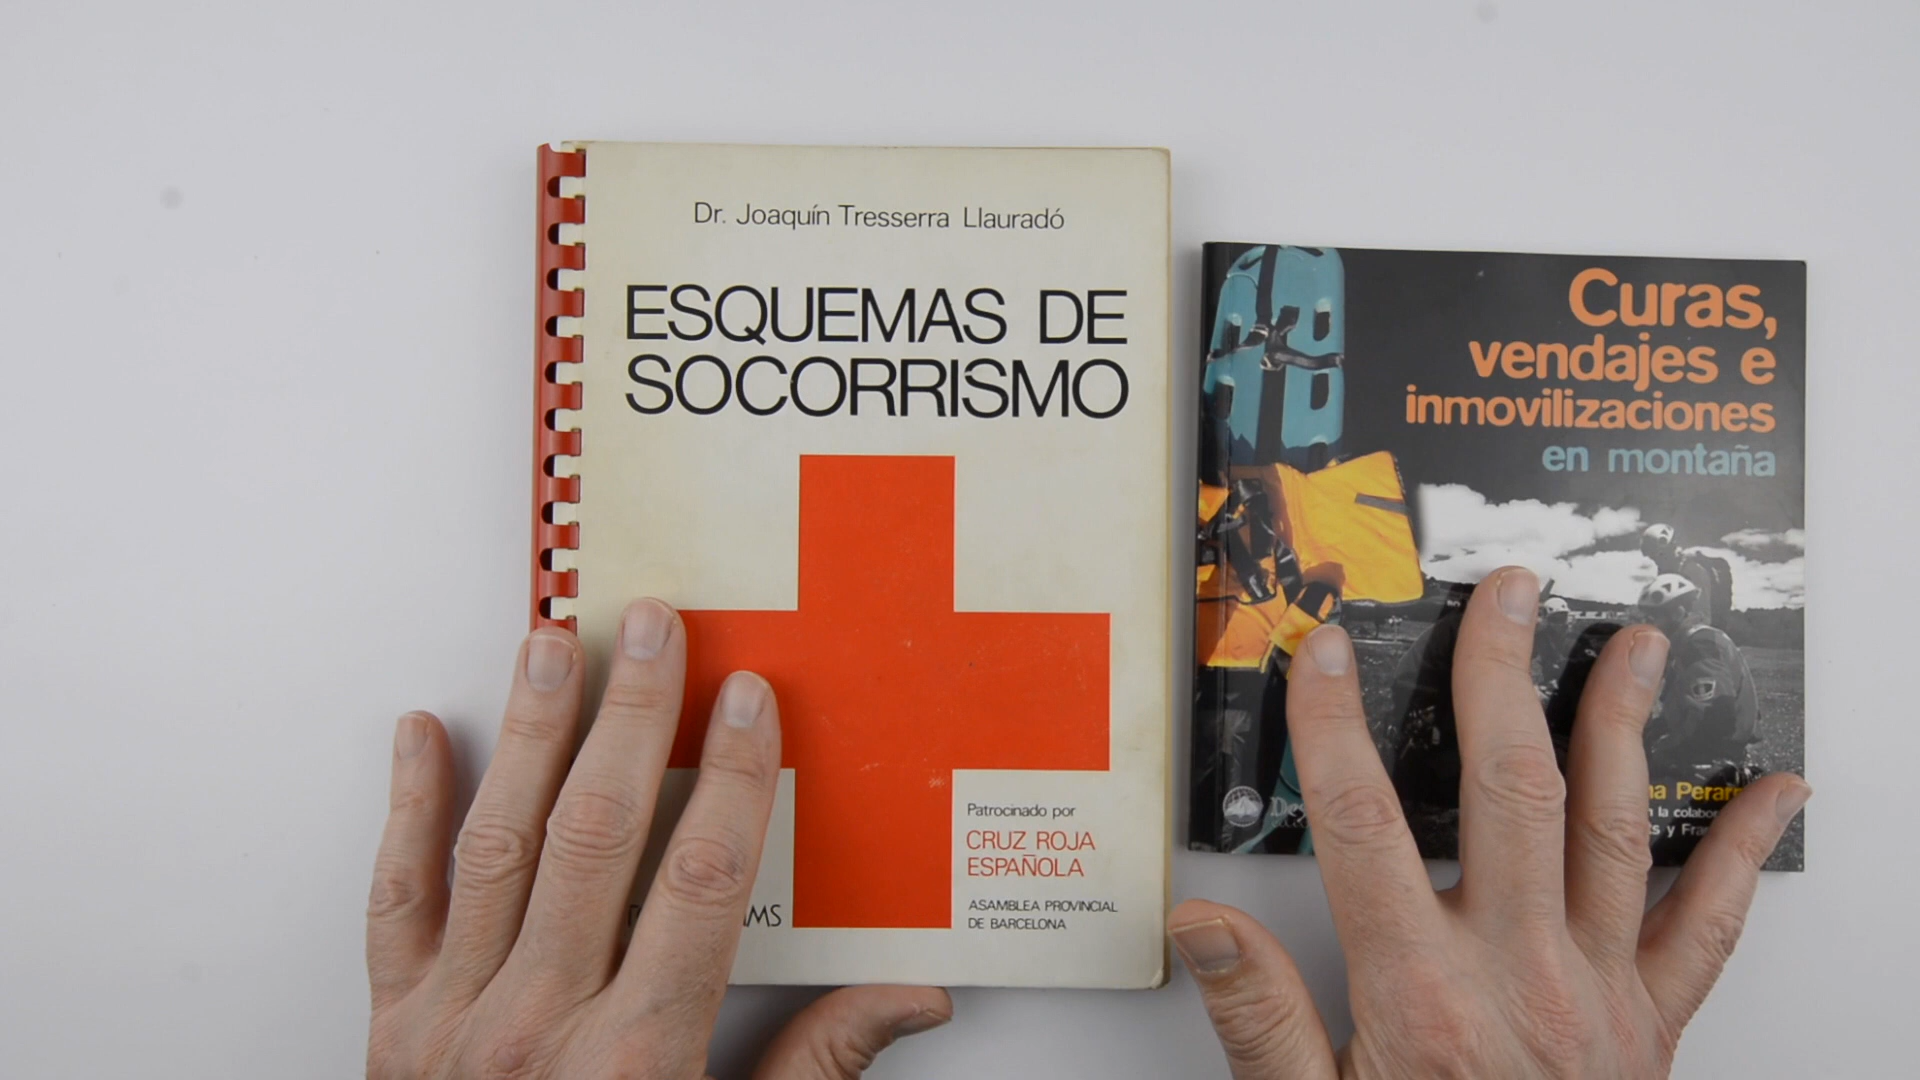 Dr. Joaquín Tresserra Llauradó
ESQUEMAS DE
SOCORRISMO
Patrocinado por
CRUZ ROJA
ESPAÑOLA
ASAMBLEA PROVINCIAL
DE BARCELONA
Curas,
vendajes e
inmovilizaciones
en montaña
la
y